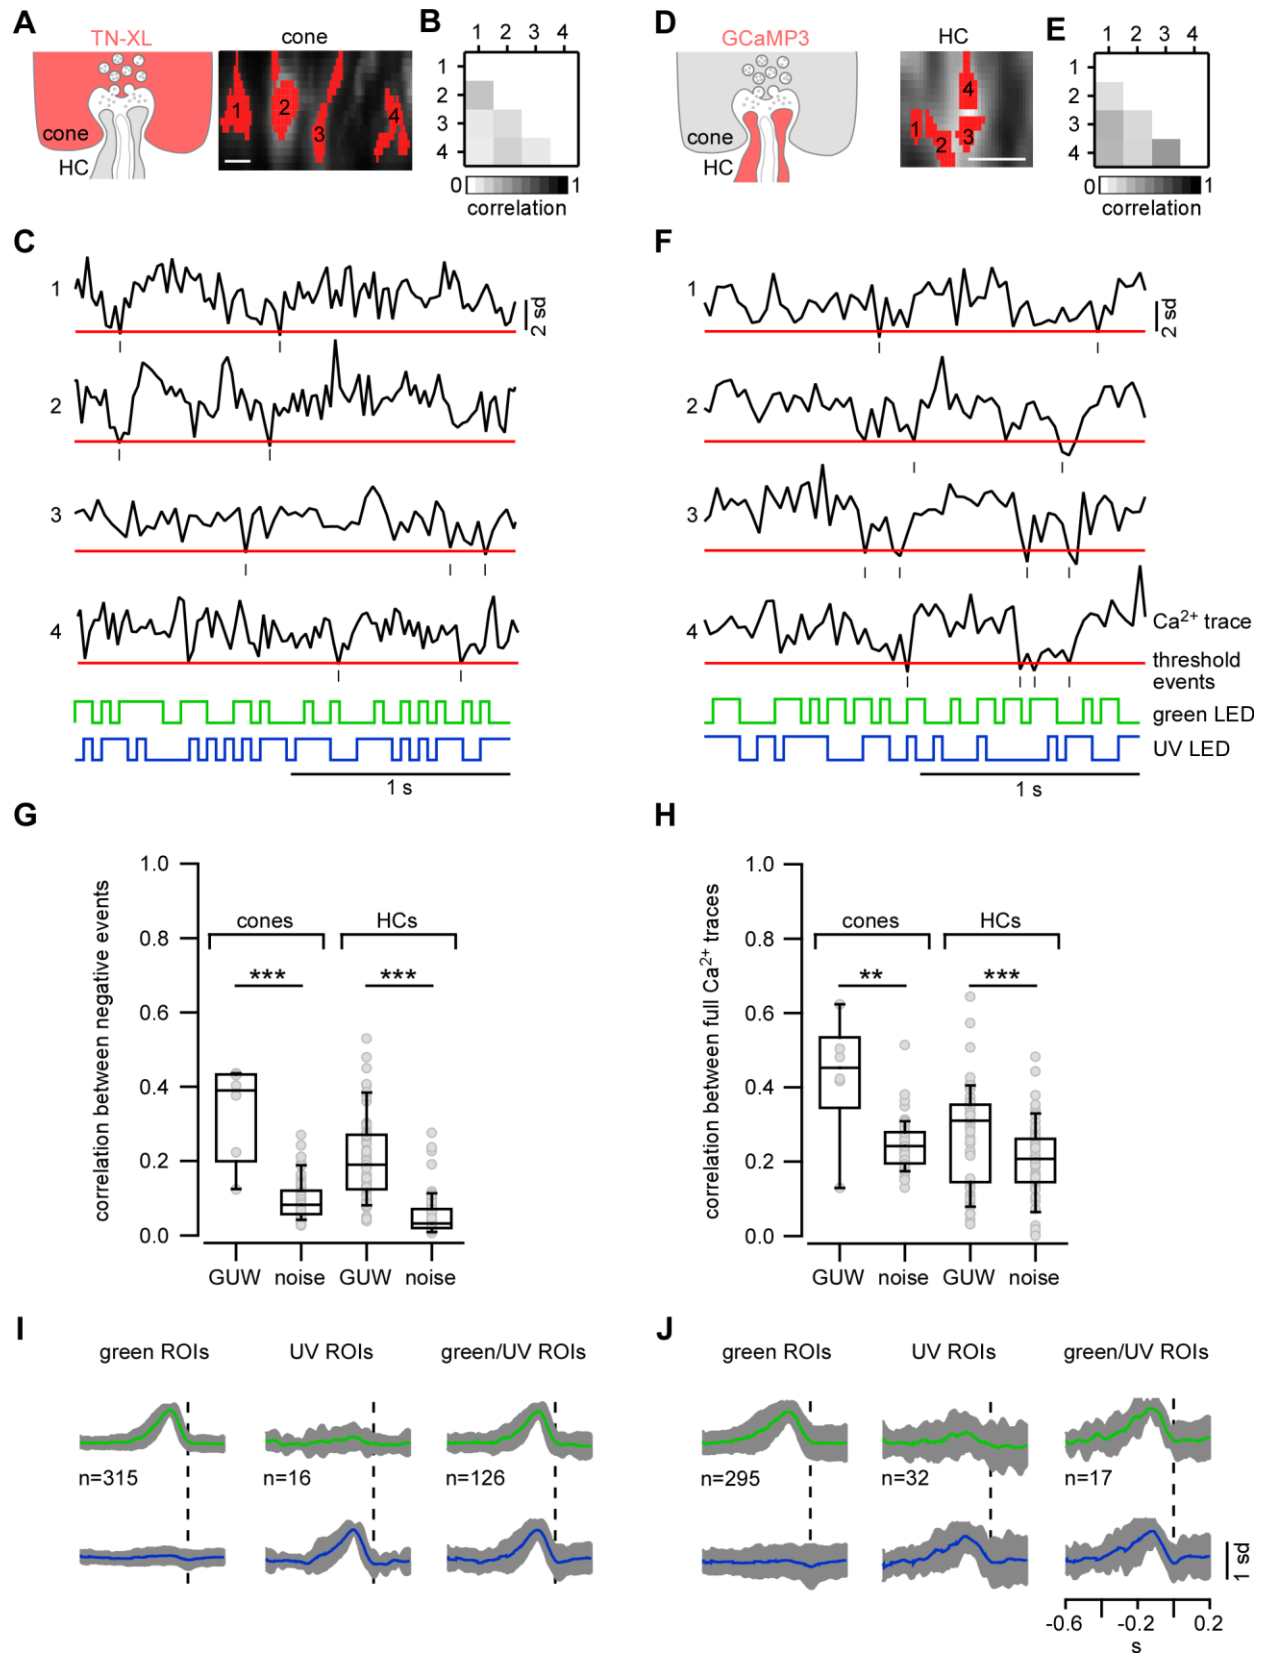 A
TN-XL
cone
HC
cone
1
2
3
4
B
1 2 3 4
1
2
3
4
0 1
correlation
D
GCaMP3
cone
HC
HC
1
2
3
4
E
1 2 3 4
1
2
3
4
0 1
correlation
C
1
2 sd
2
3
4
1 s
F
1
2 sd
2
3
4
Ca2+ trace
threshold
events
green LED
UV LED
1 s
G
correlation between negative events
1.0
0.8
0.6
0.4
0.2
0.0
cones HCs
*** ***
GUW noise GUW noise
H
correlation between full Ca2+ traces
1.0
0.8
0.6
0.4
0.2
0.0
cones HCs
** ***
GUW noise GUW noise
I
green ROIs UV ROIs green/UV ROIs
n=315 n=16 n=126
J
green ROIs UV ROIs green/UV ROIs
n=295 n=32 n=17
1 sd
-0.6 -0.2 0.2
s